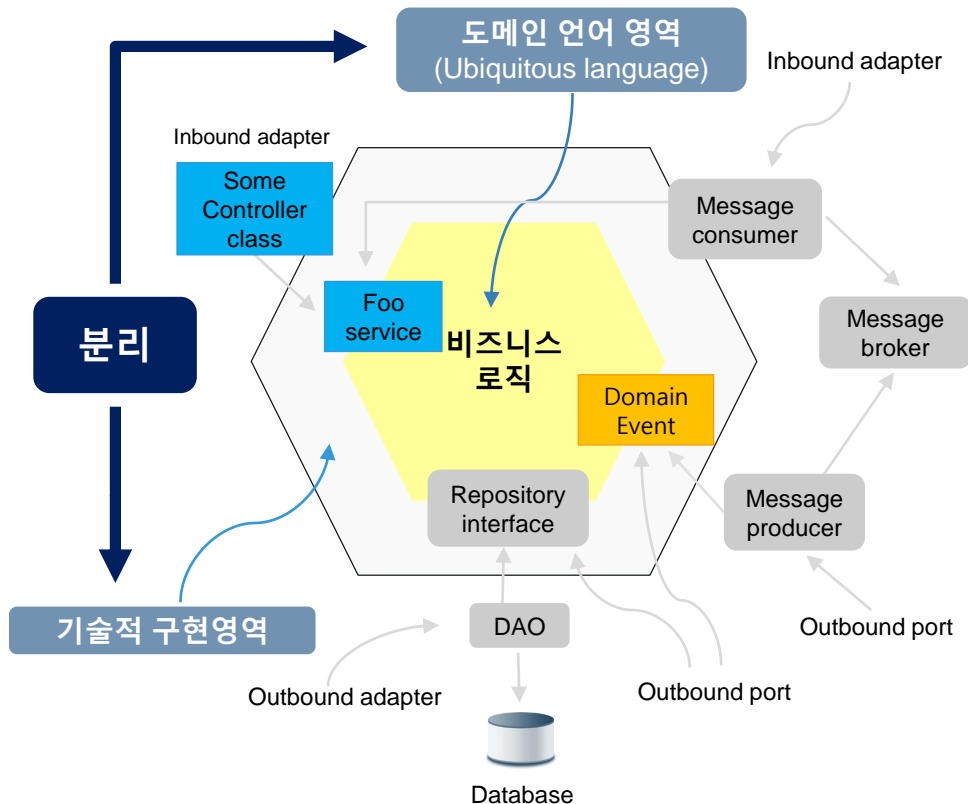 도메인 언어 영역
(Ubiquitous language)
Inbound adapter
Inbound adapter
Some
Controller
class
Message
consumer
Foo
service
분리
비즈니스
로직
Message
broker
Domain
Event
Repository
interface
Message
producer
기술적 구현영역
DAO
Outbound port
Outbound adapter
Outbound port
Database